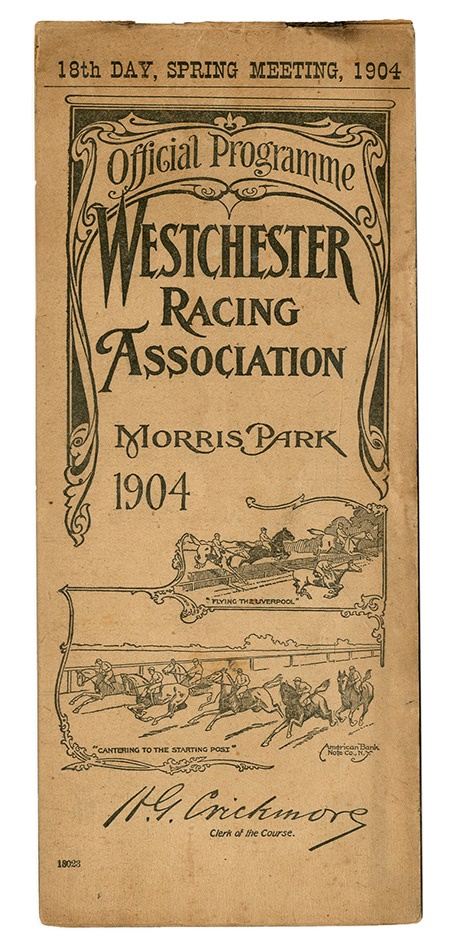 18th DAY, SPRING MEETING, 1904
Official Programme
WESTCHESTER
RACING
ASSOCIATION
MORRIS PARK
1904
"FLYING THE LIVERPOOL"
"CANTERING TO THE STARTING POST"
American Bank
Note Co., N.Y.
H.G. Crickmore
Clerk of the Course.
18023